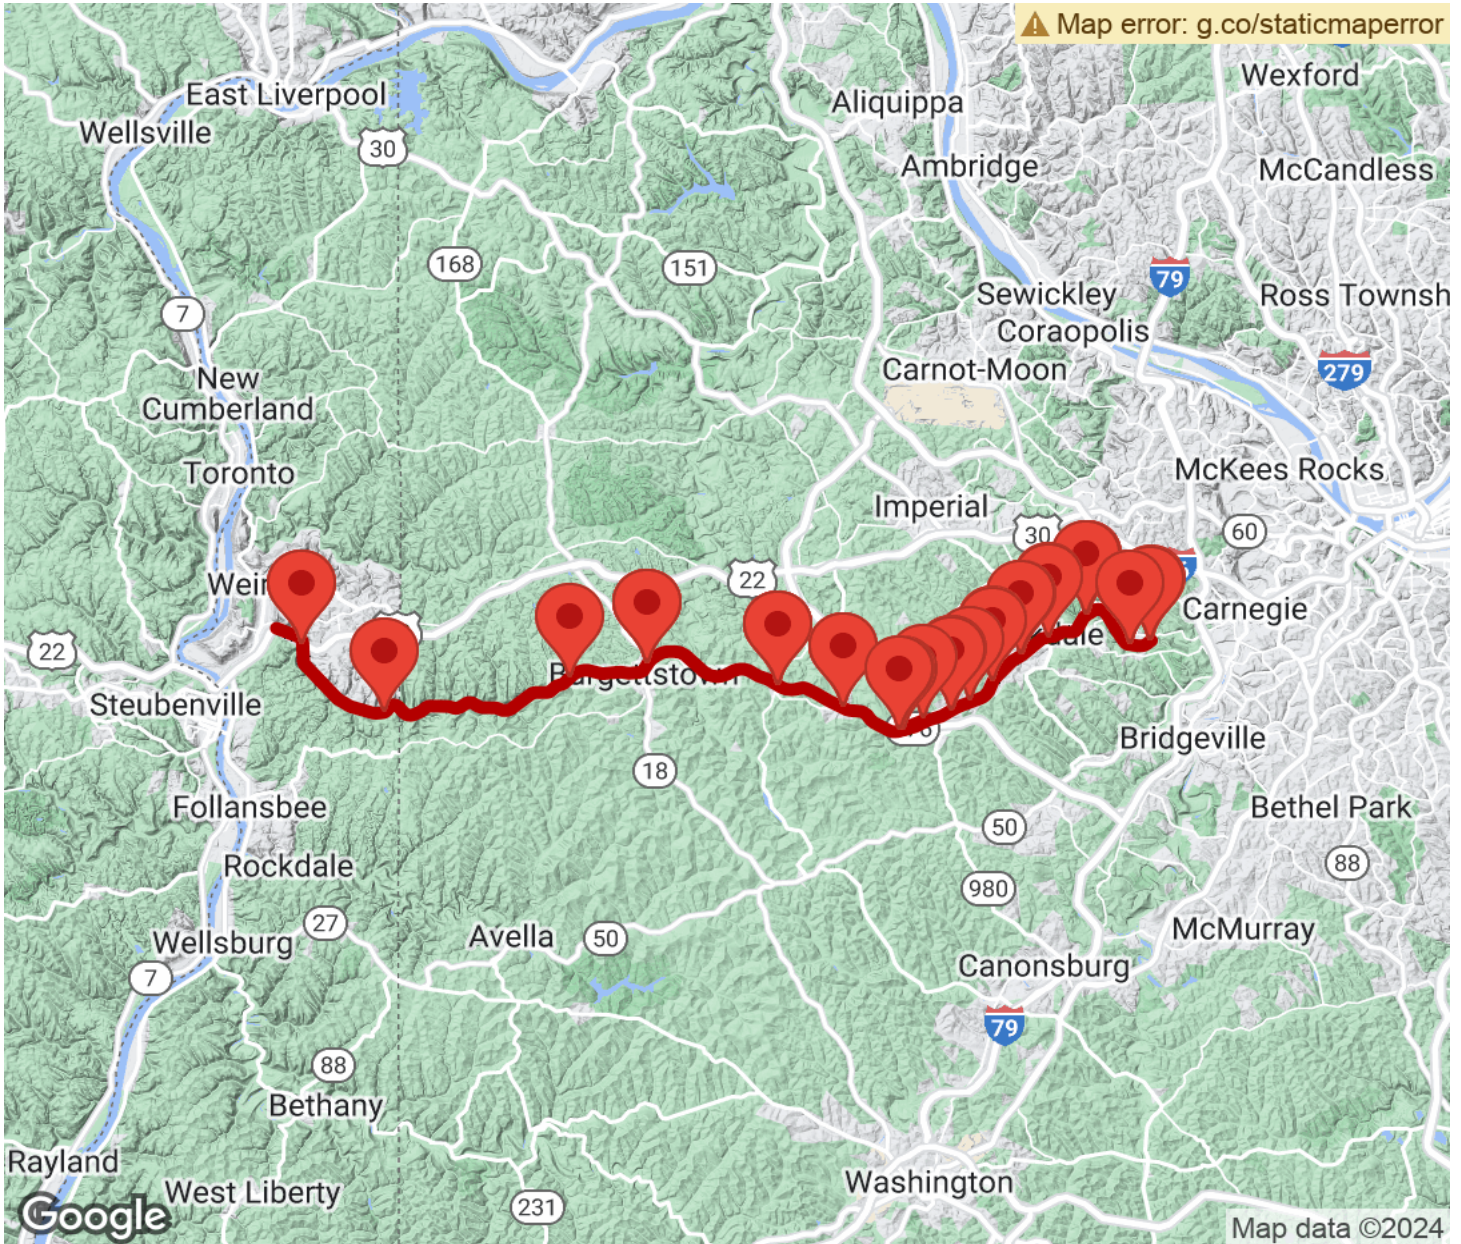 Map error: g.co/staticmaperror
Wexford
East Liverpool
Aliquippa
Wellsville
30
Ambridge
McCandless
168
151
79
Sewickley
Ross Townsh
7
Coraopolis
Carnot-Moon
279
New
Cumberland
Toronto
McKees Rocks
Imperial
30
60
22
Weir
Carnegie
22
dale
Burgettstown
Steubenville
Bridgeville
18
Follansbee
Bethel Park
50
Rockdale
88
980
27
Wellsburg
Avella
50
McMurray
Canonsburg
7
79
88
Bethany
Rayland
Washington
West Liberty
231
Google
Map data ©2024